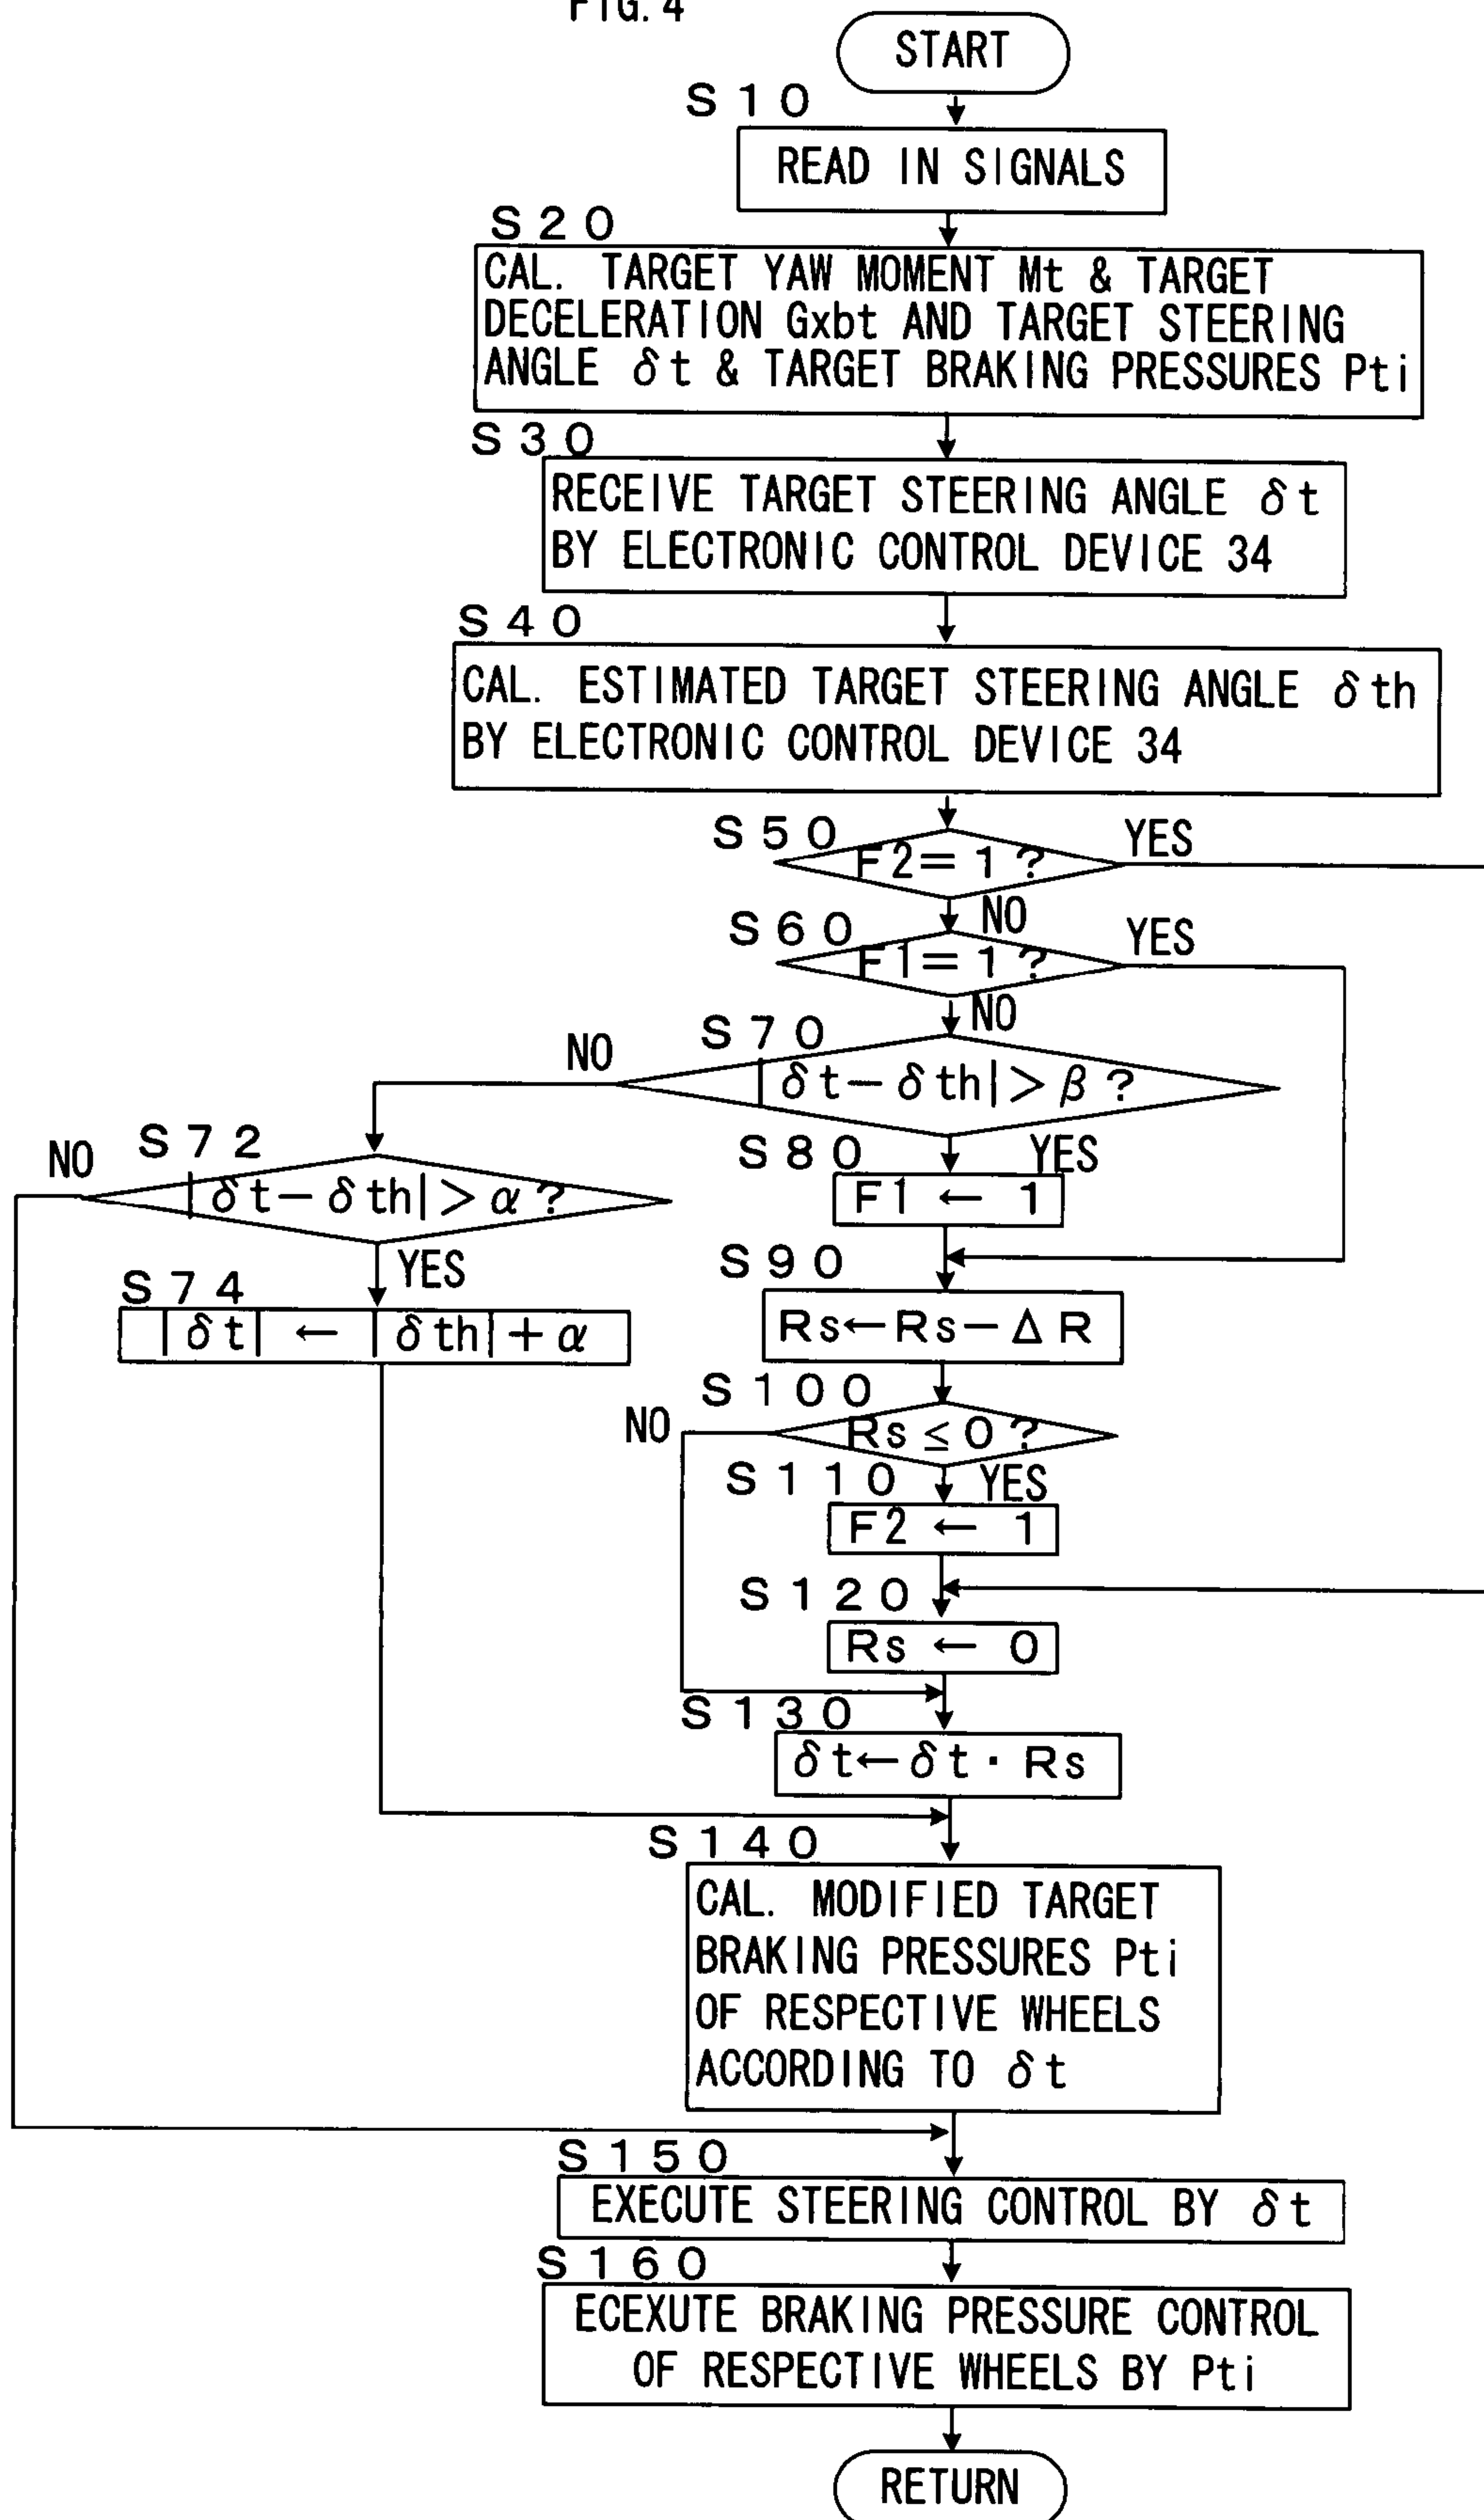 FIG. 4
START
S10
READ IN SIGNALS
S20
CAL. TARGET YAW MOMENT Mt & TARGET
DECELERATION Gxbt AND TARGET STEERING
ANGLE δt & TARGET BRAKING PRESSURES Pti
S30
RECEIVE TARGET STEERING ANGLE δt
BY ELECTRONIC CONTROL DEVICE 34
S40
CAL. ESTIMATED TARGET STEERING ANGLE δth
BY ELECTRONIC CONTROL DEVICE 34
S50
F2=1?
YES
NO
S60
F1=1?
YES
NO
S70
|δt-δth|>β?
NO
YES
S72
|δt-δth|>α?
NO
YES
S74
|δt| ← |δth|+α
S80
F1 ← 1
S90
Rs←Rs-ΔR
S100
Rs≤0?
NO
YES
S110
F2 ← 1
S120
Rs ← 0
S130
δt←δt·Rs
S140
CAL. MODIFIED TARGET
BRAKING PRESSURES Pti
OF RESPECTIVE WHEELS
ACCORDING TO δt
S150
EXECUTE STEERING CONTROL BY δt
S160
ECEXUTE BRAKING PRESSURE CONTROL
OF RESPECTIVE WHEELS BY Pti
RETURN